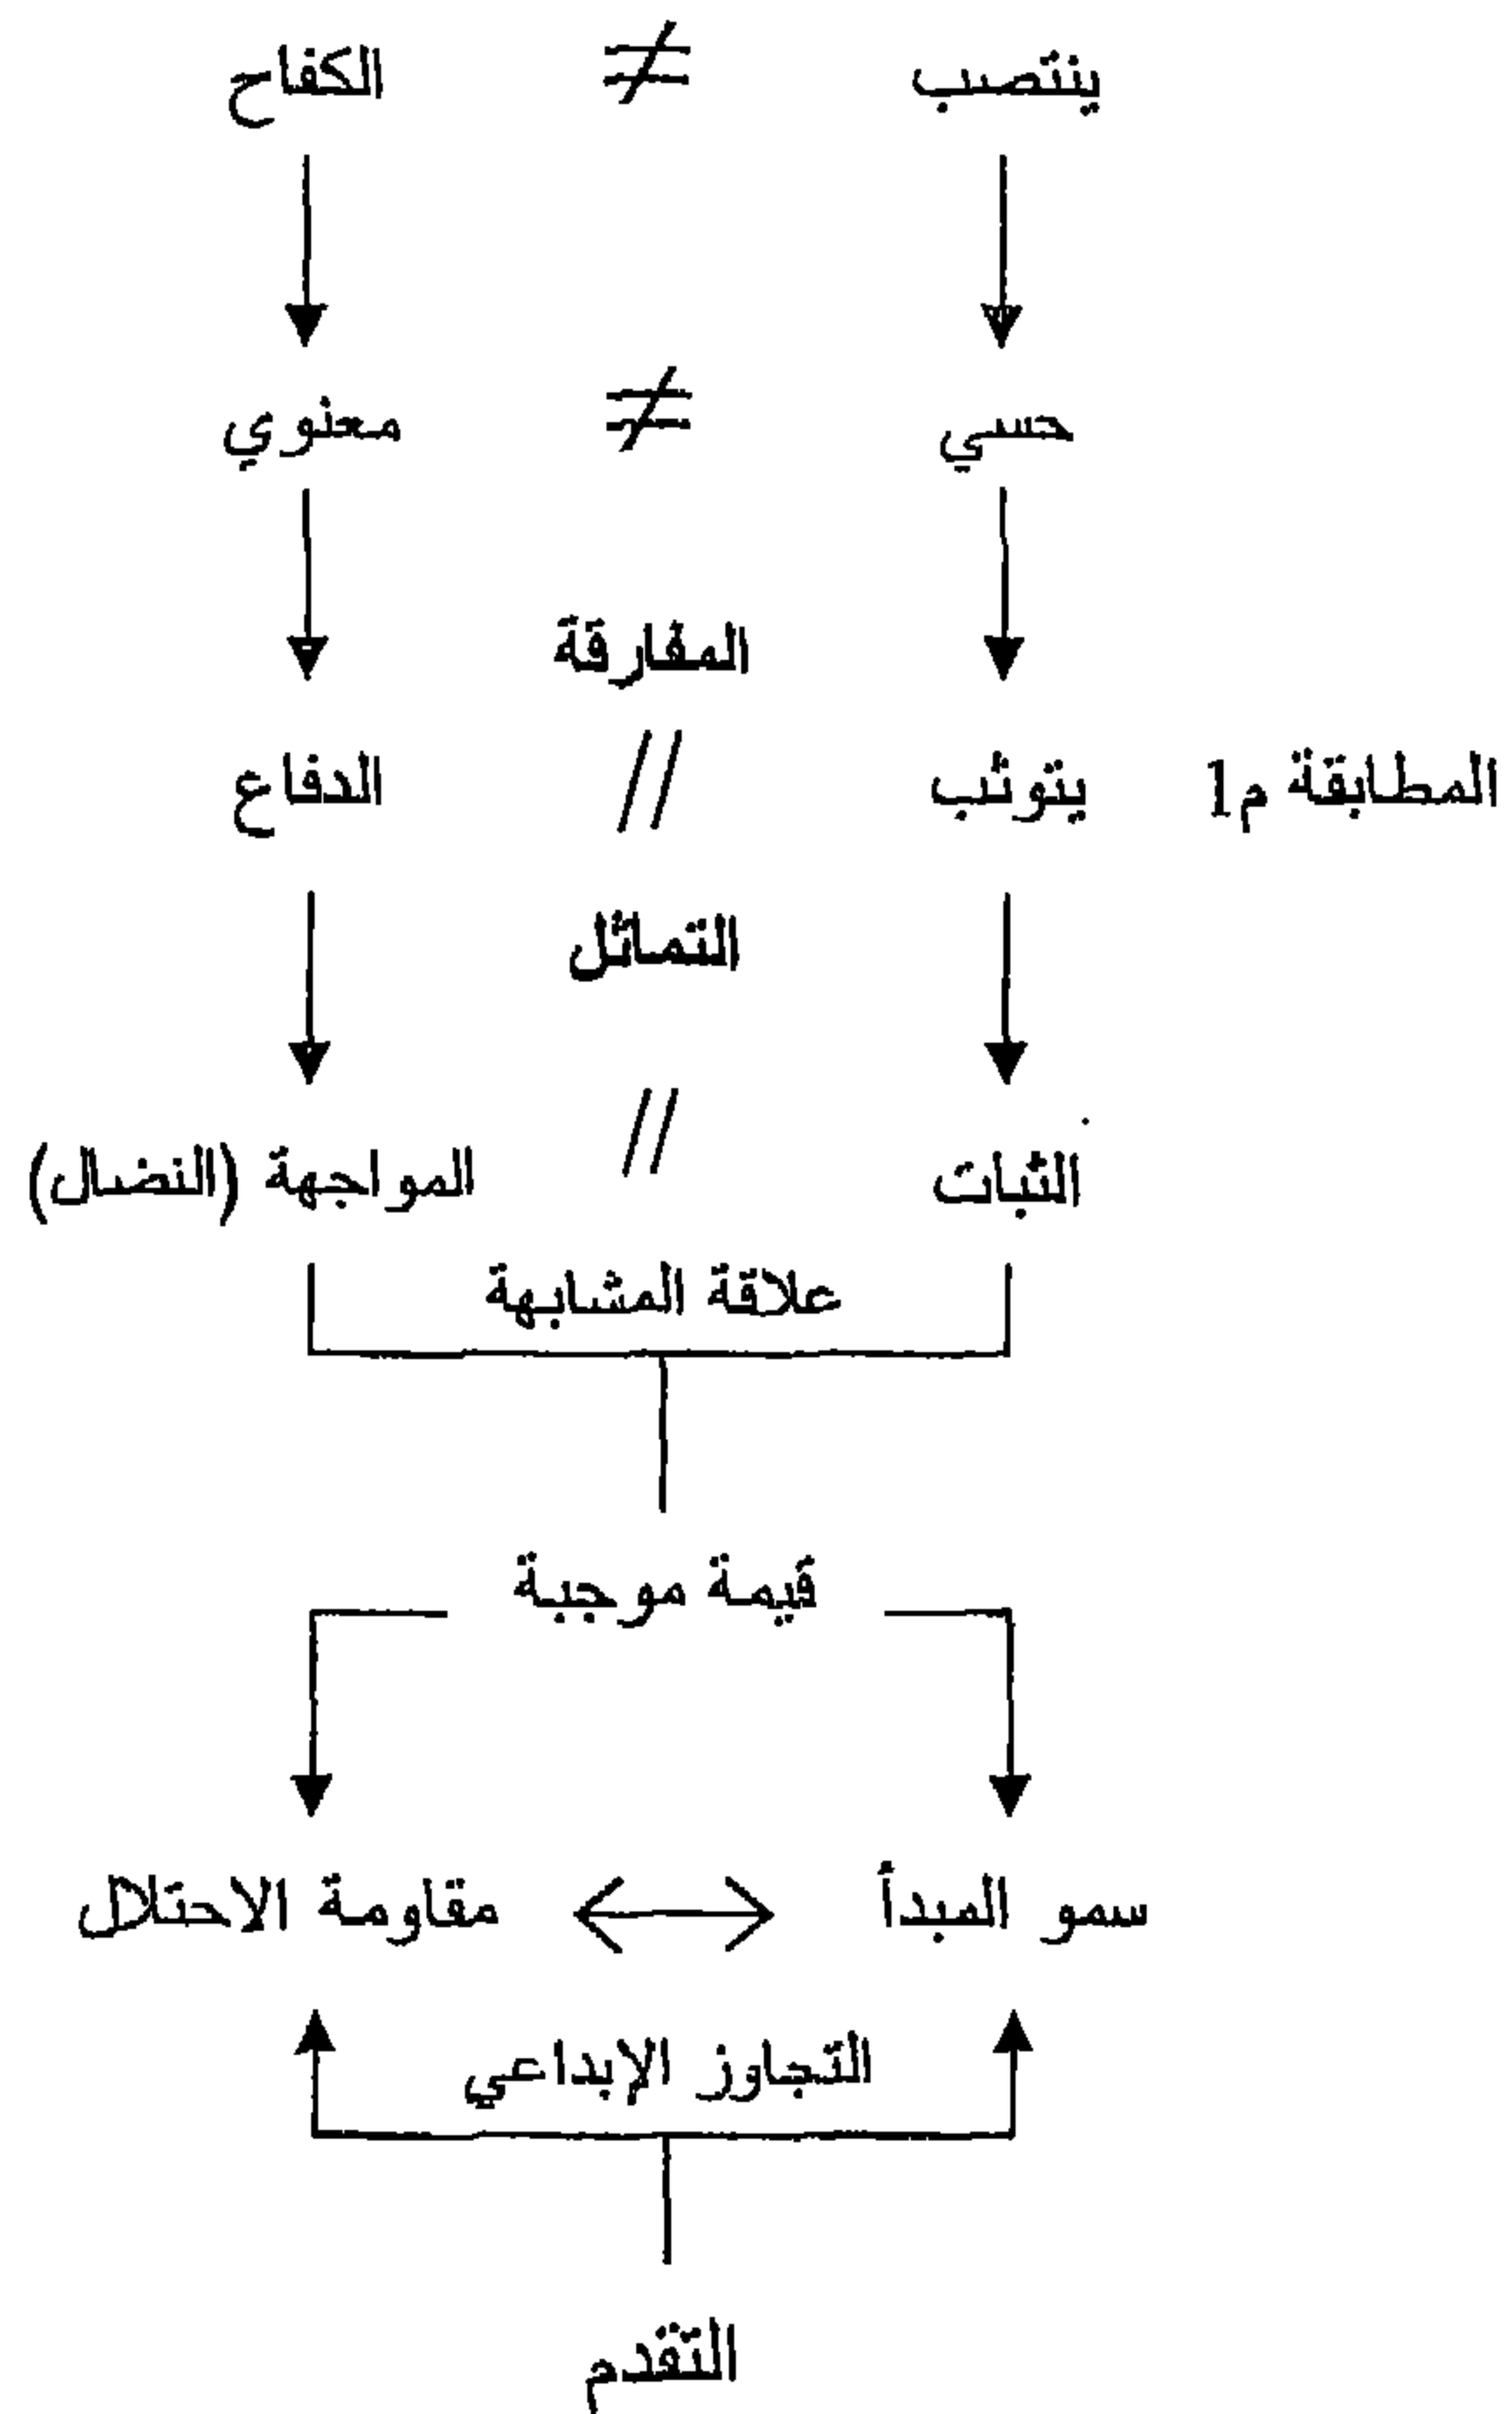 ينتصب ≠ الكفاح
حسي ≠ معنوي
المفارقة
المطابقة م1 يتوثب // الدفاع
التماثل
الثبات // المواجهة (النضال)
علاقة المشابهة
قيمة موجبة
سمو المبدأ مقاومة الاحتلال
التجاوز الإبداعي
التقدم